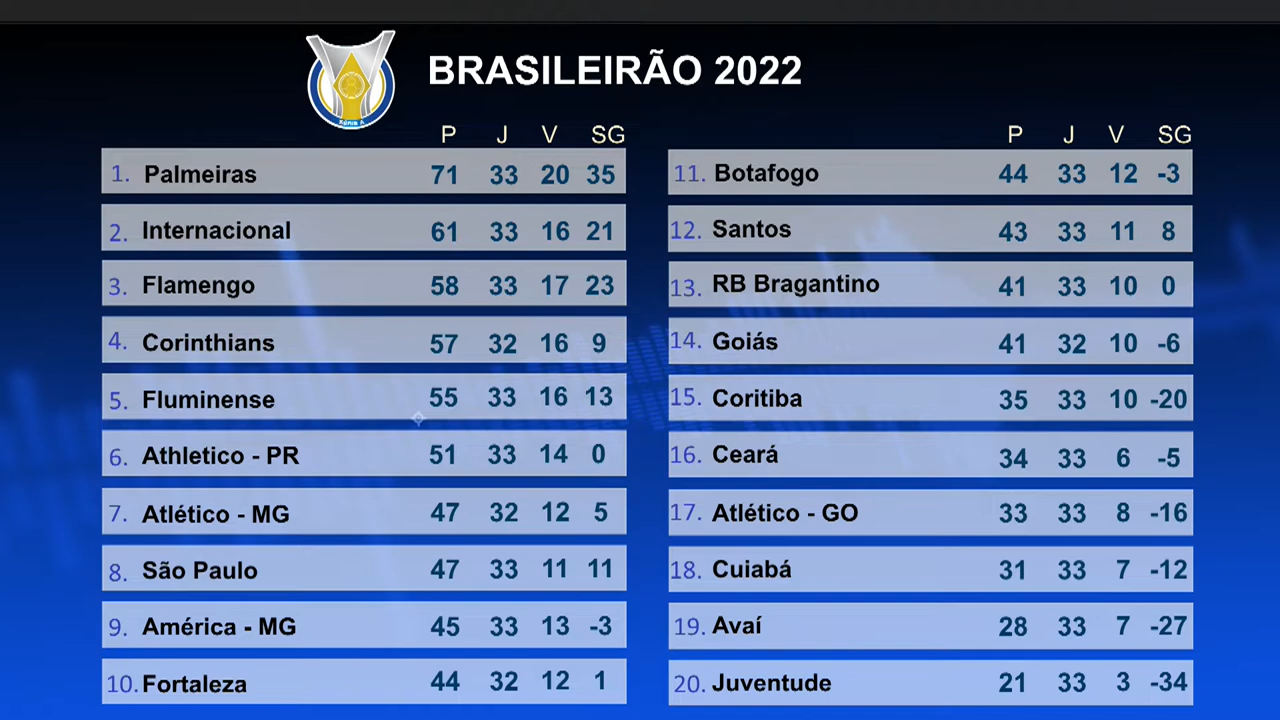 BRASILEIRÃO 2022
Série A
P J V SG
1. Palmeiras 71 33 20 35
2. Internacional 61 33 16 21
3. Flamengo 58 33 17 23
4. Corinthians 57 32 16 9
5. Fluminense 55 33 16 13
6. Athletico - PR 51 33 14 0
7. Atlético - MG 47 32 12 5
8. São Paulo 47 33 11 11
9. América - MG 45 33 13 -3
10. Fortaleza 44 32 12 1
P J V SG
11. Botafogo 44 33 12 -3
12. Santos 43 33 11 8
13. RB Bragantino 41 33 10 0
14. Goiás 41 32 10 -6
15. Coritiba 35 33 10 -20
16. Ceará 34 33 6 -5
17. Atlético - GO 33 33 8 -16
18. Cuiabá 31 33 7 -12
19. Avaí 28 33 7 -27
20. Juventude 21 33 3 -34